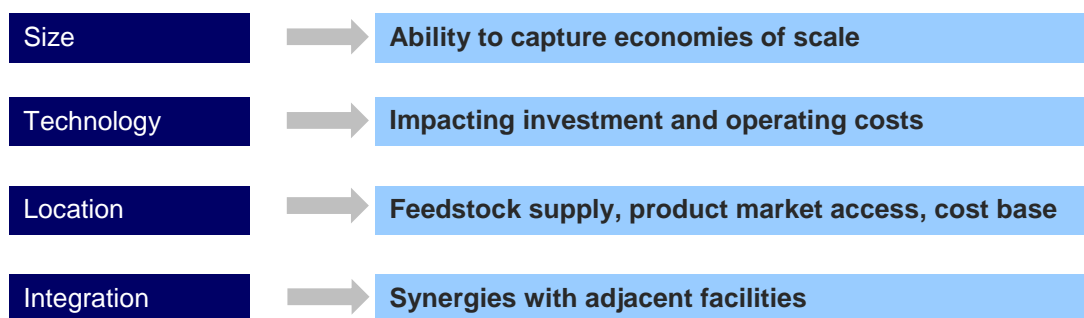 Size
Ability to capture economies of scale
Technology
Impacting investment and operating costs
Location
Feedstock supply, product market access, cost base
Integration
Synergies with adjacent facilities